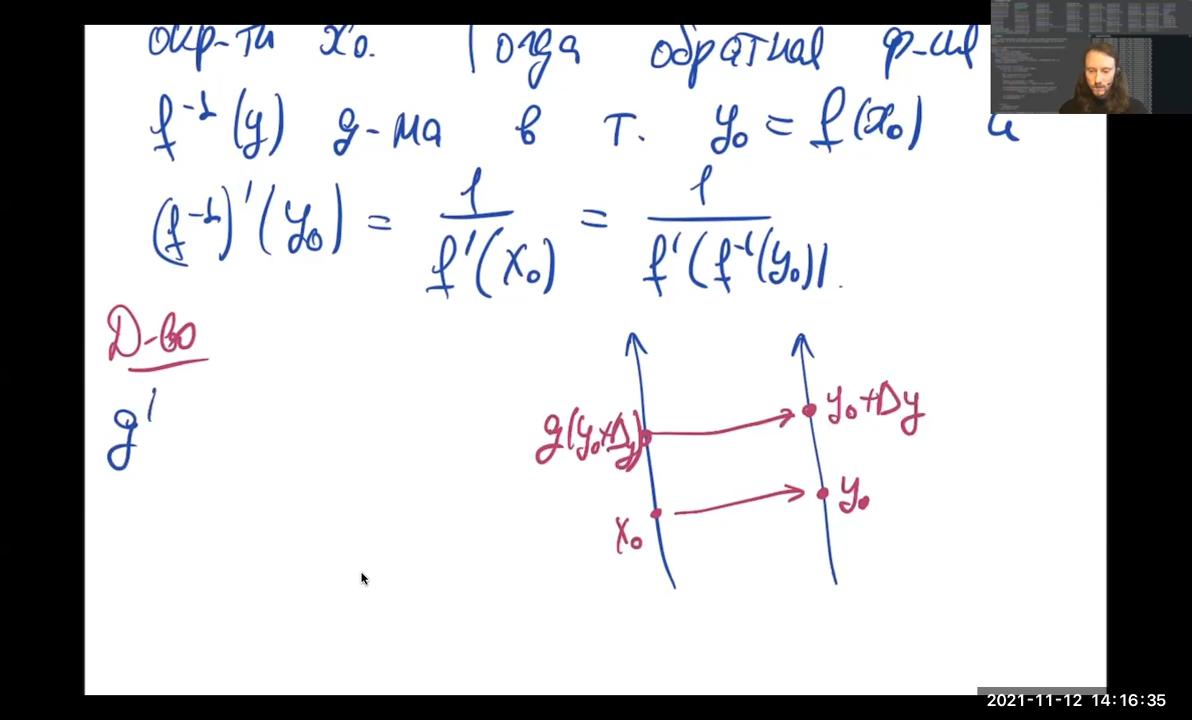 окр-ти x₀. Тогда обратная ф-ция
f⁻¹(y) д-ма в т. y₀ = f(x₀) и
(f⁻¹)'(y₀) = 1/f'(x₀) = 1/f'(f⁻¹(y₀)).
Д-во
g'
g(y₀+Δy)
y₀+Δy
x₀
y₀
2021-11-12 14:16:35